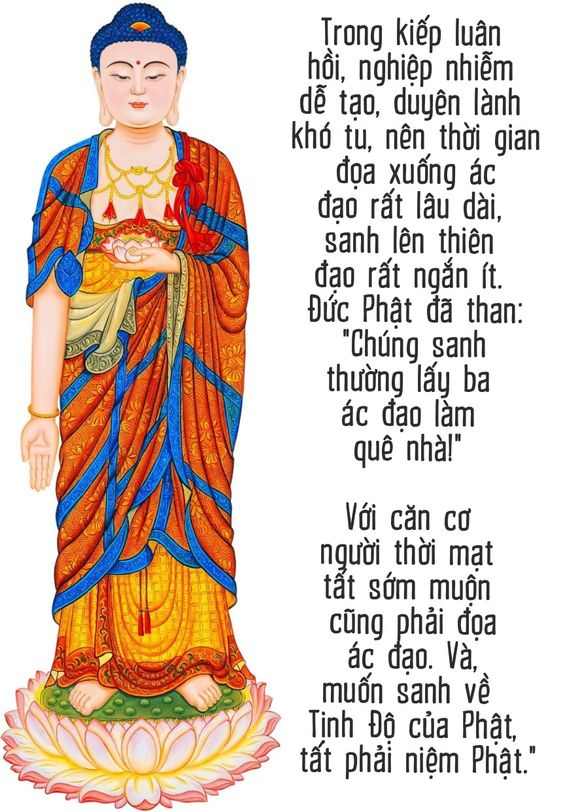 Trong kiếp luân
hồi, nghiệp nhiễm
dễ tạo, duyên lành
khó tu, nên thời gian
đọa xuống ác
đạo rất lâu dài,
sanh lên thiên
đạo rất ngắn ít.
Đức Phật đã than:
"Chúng sanh
thường lấy ba
ác đạo làm
quê nhà!"
Với căn cơ
người thời mạt
tất sớm muộn
cũng phải đọa
ác đạo. Và,
muốn sanh về
Tịnh Độ của Phật,
tất phải niệm Phật."